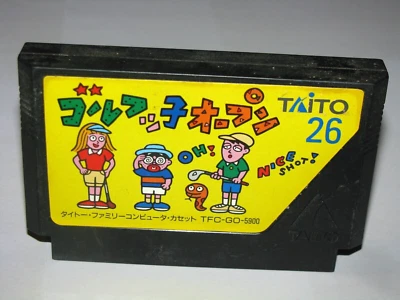 ゴルフッ子オープン
TAITO
26
OH!
NICE
SHOT!
タイトー・ファミリーコンピュータ・カセット TFC-GO-5900